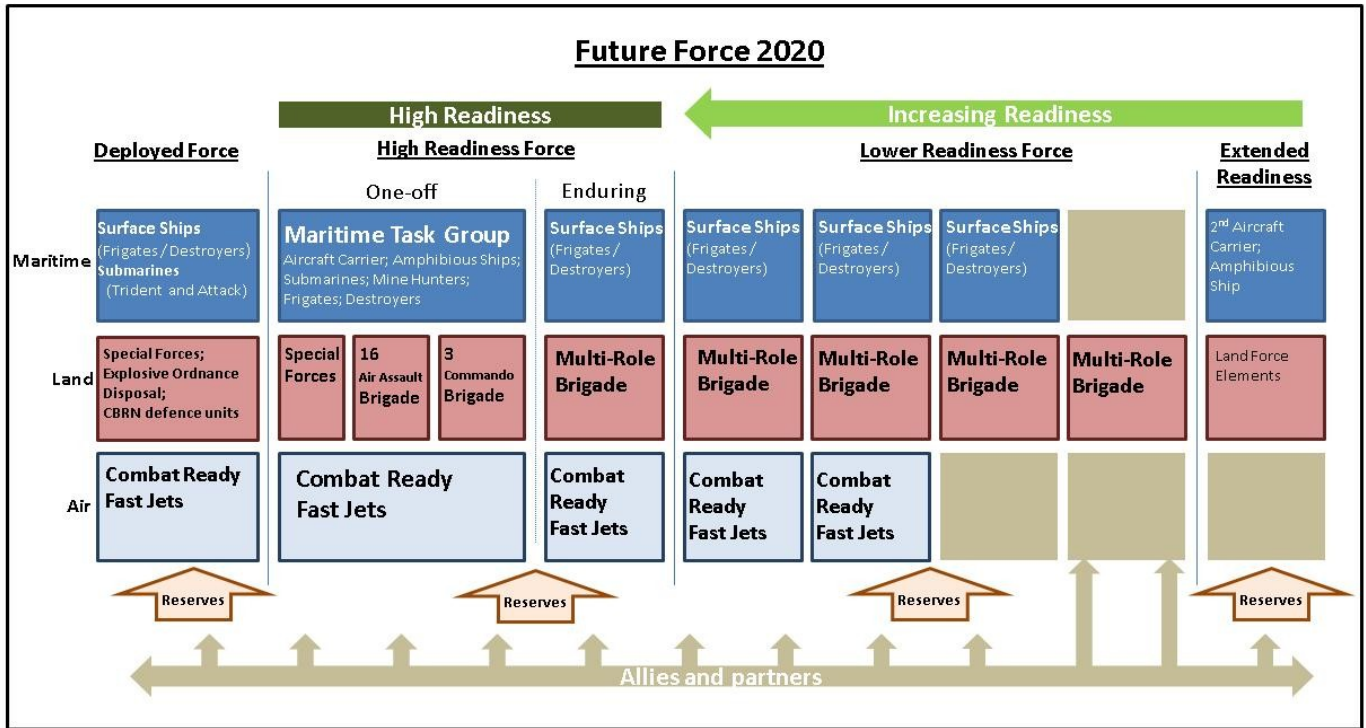 Future Force 2020
High Readiness
Increasing Readiness
Deployed Force
High Readiness Force
Lower Readiness Force
Extended
Readiness
One-off
Enduring
Maritime
Surface Ships
(Frigates / Destroyers)
Submarines
(Trident and Attack)
Maritime Task Group
Aircraft Carrier; Amphibious Ships;
Submarines; Mine Hunters;
Frigates; Destroyers
Surface Ships
(Frigates /
Destroyers)
Surface Ships
(Frigates /
Destroyers)
Surface Ships
(Frigates /
Destroyers)
Surface Ships
(Frigates /
Destroyers)
2nd Aircraft
Carrier;
Amphibious
Ship
Land
Special Forces;
Explosive Ordnance
Disposal;
CBRN defence units
Special
Forces
16
Air Assault
Brigade
3
Commando
Brigade
Multi-Role
Brigade
Multi-Role
Brigade
Multi-Role
Brigade
Multi-Role
Brigade
Multi-Role
Brigade
Land Force
Elements
Air
Combat Ready
Fast Jets
Combat Ready
Fast Jets
Combat
Ready
Fast Jets
Combat
Ready
Fast Jets
Combat
Ready
Fast Jets
Reserves
Reserves
Reserves
Reserves
Allies and partners